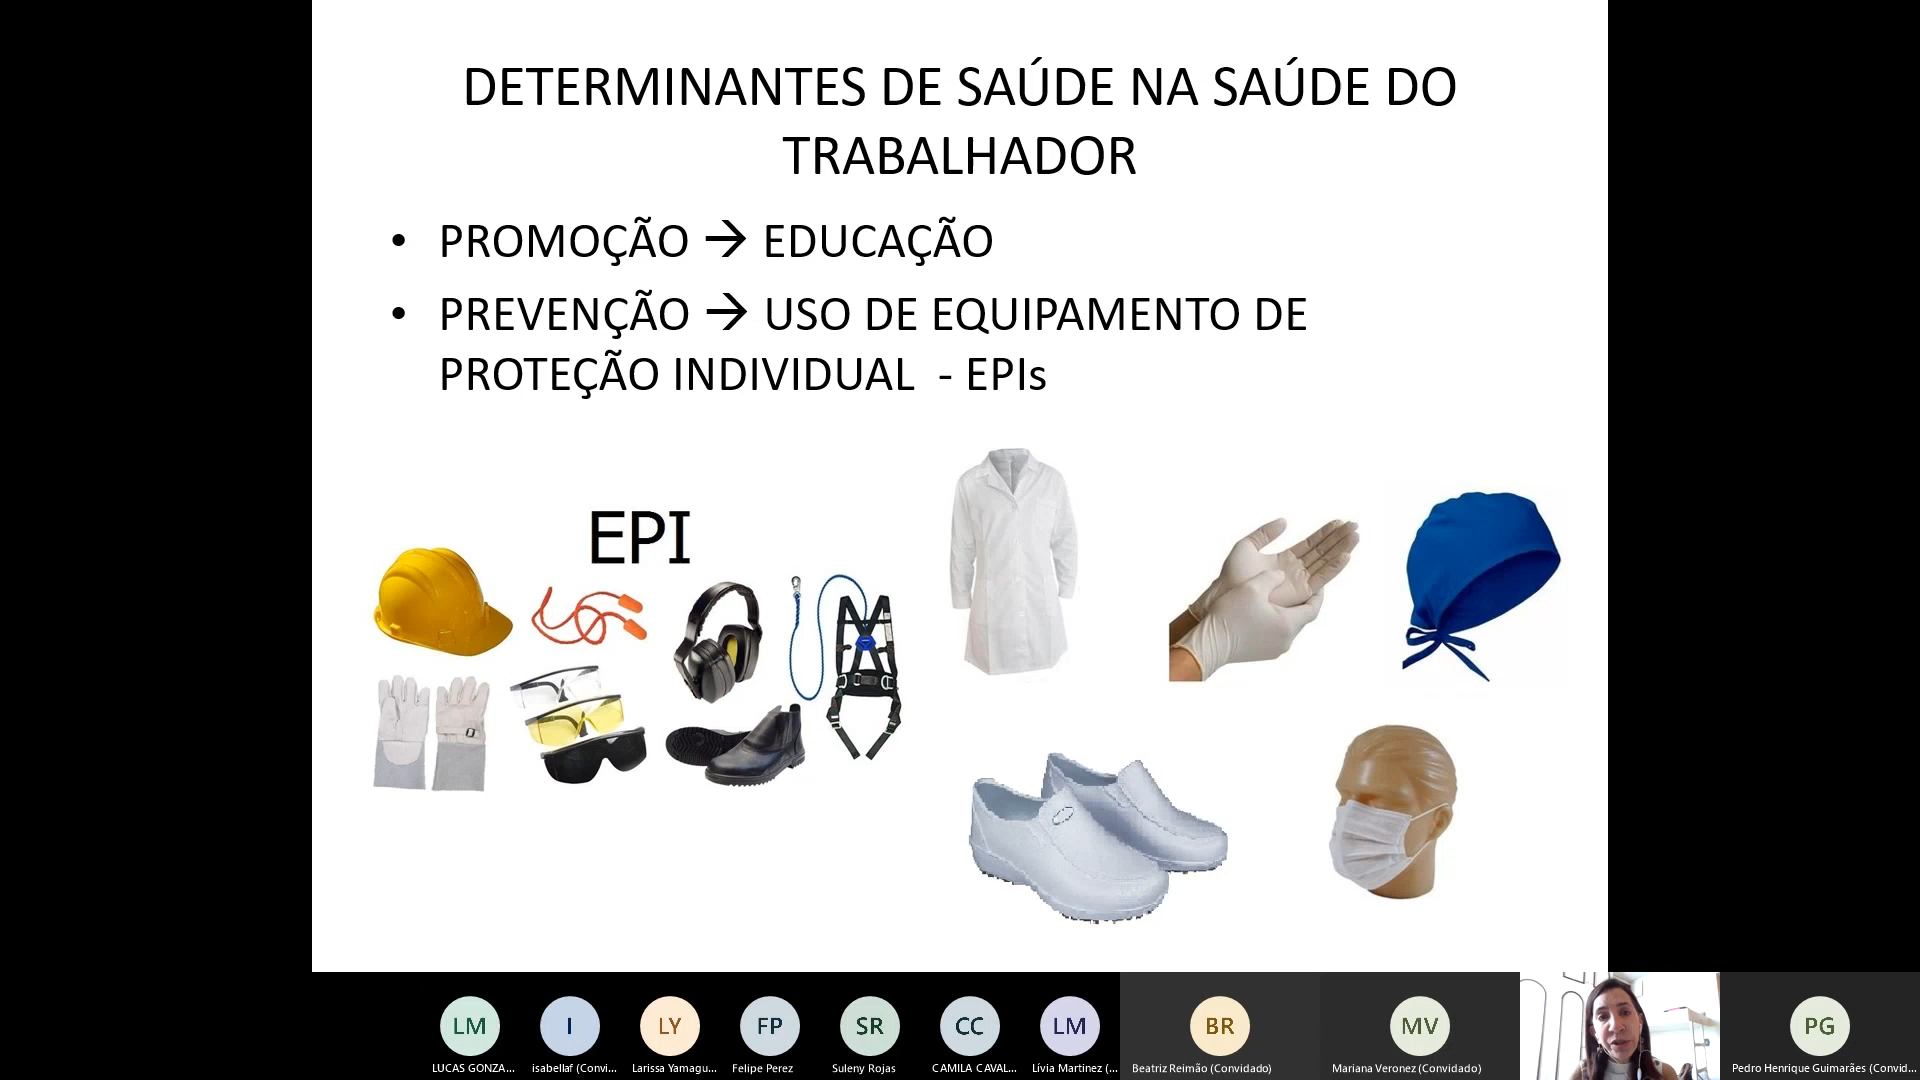 DETERMINANTES DE SAÚDE NA SAÚDE DO
TRABALHADOR
• PROMOÇÃO → EDUCAÇÃO
• PREVENÇÃO → USO DE EQUIPAMENTO DE
PROTEÇÃO INDIVIDUAL - EPIs
EPI
LM
I
LY
FP
SR
CC
LM
BR
MV
PG
LUCAS GONZA...
isabellaf (Convi...
Larissa Yamagu...
Felipe Perez
Suleny Rojas
CAMILA CAVAL...
Lívia Martinez (...
Beatriz Reimão (Convidado)
Mariana Veronez (Convidado)
Pedro Henrique Guimarães (Convid...